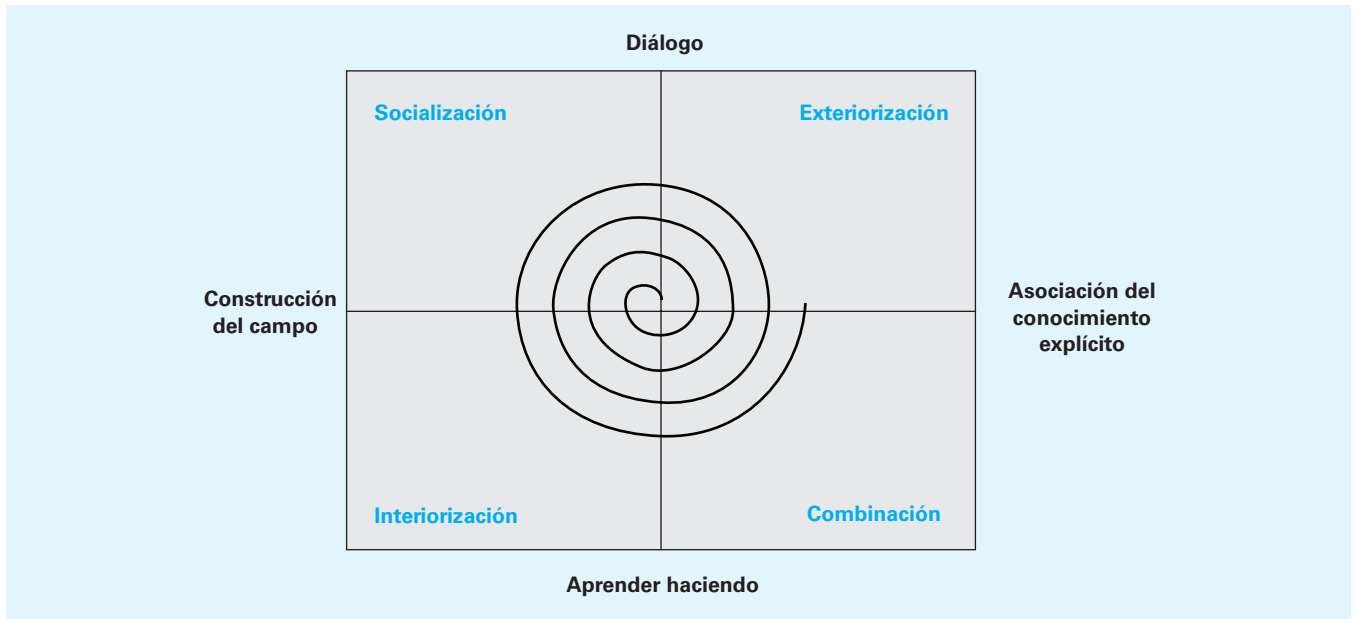 Diálogo
Socialización
Exteriorización
Construcción
del campo
Asociación del
conocimiento
explícito
Interiorización
Combinación
Aprender haciendo